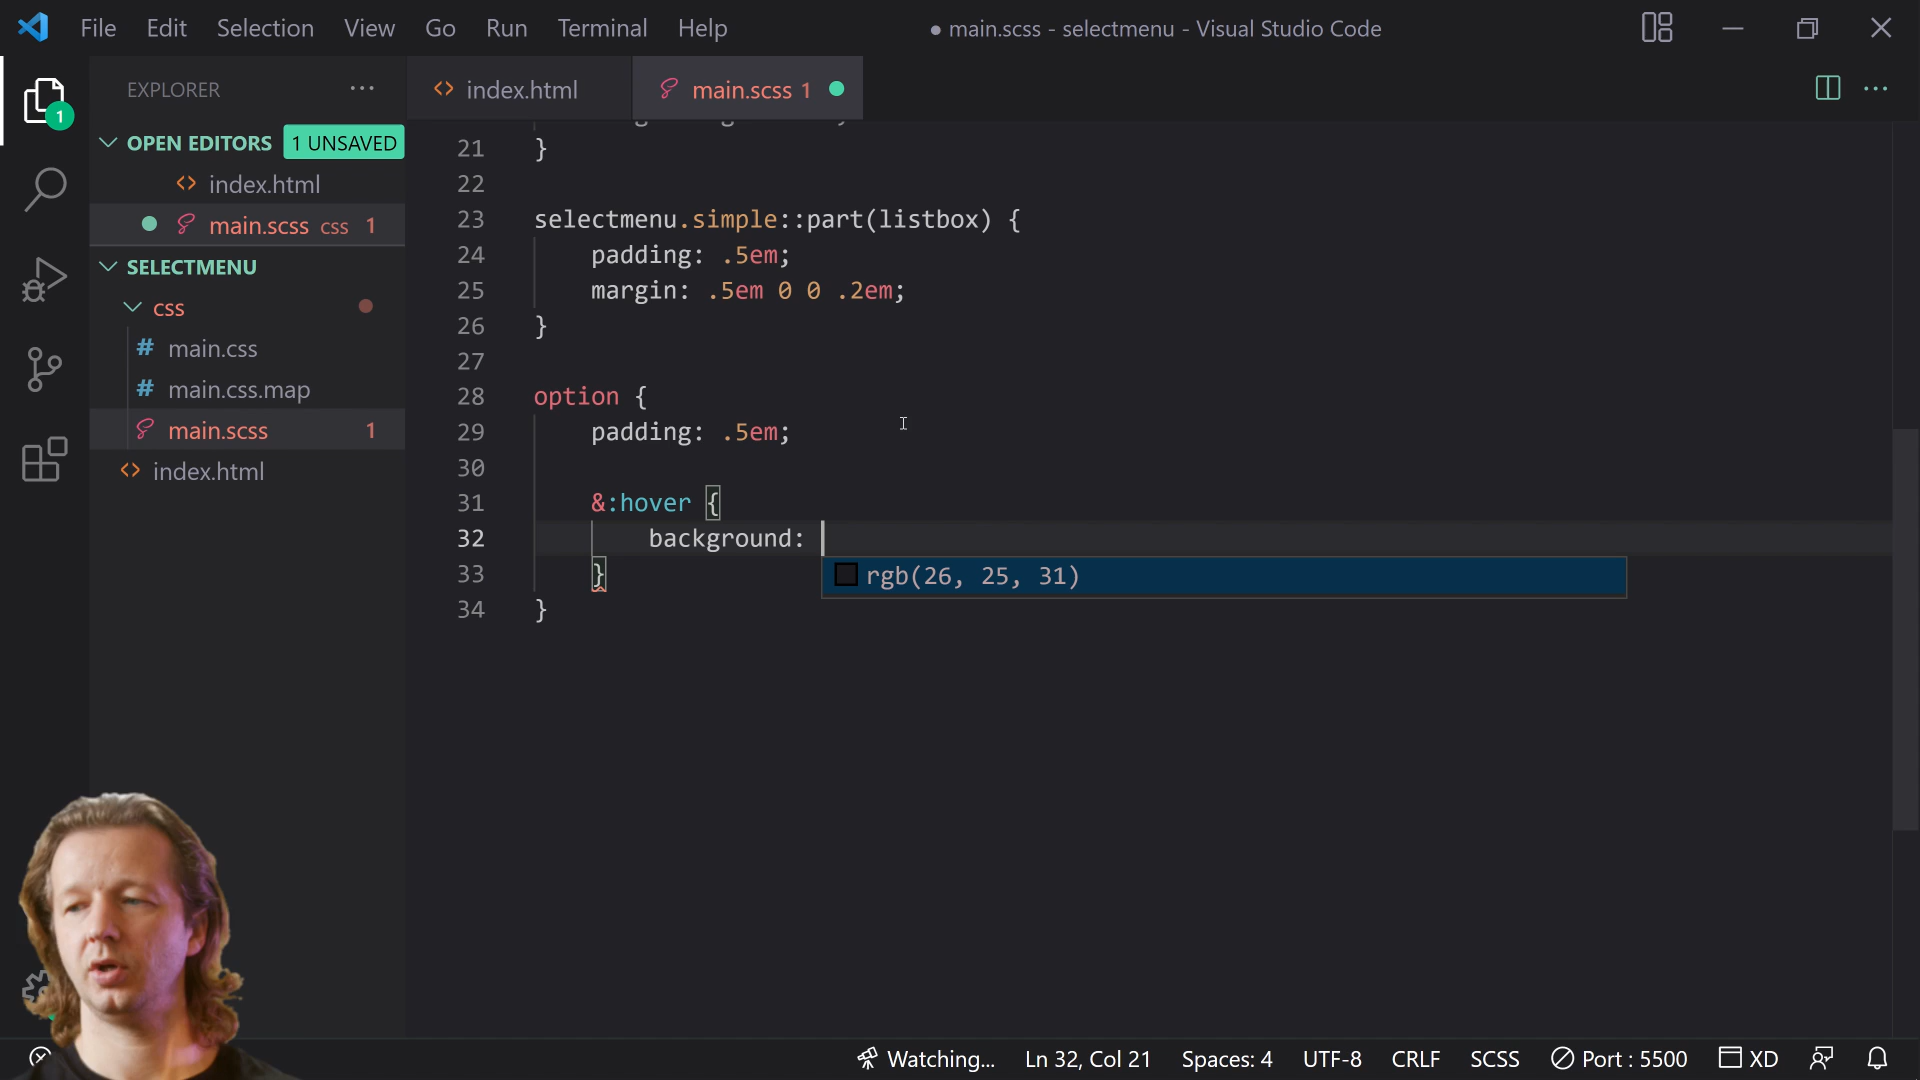 File Edit Selection View Go Run Terminal Help
● main.scss - selectmenu - Visual Studio Code
EXPLORER ...
1
OPEN EDITORS 1 UNSAVED
index.html
main.scss css 1
SELECTMENU
css
# main.css
# main.css.map
main.scss 1
index.html
index.html
main.scss 1
21 }
22
23 selectmenu.simple::part(listbox) {
24 padding: .5em;
25 margin: .5em 0 0 .2em;
26 }
27
28 option {
29 padding: .5em;
30
31 &:hover {
32 background:
rgb(26, 25, 31)
33 }
34 }
Watching... Ln 32, Col 21 Spaces: 4 UTF-8 CRLF SCSS Port : 5500 XD